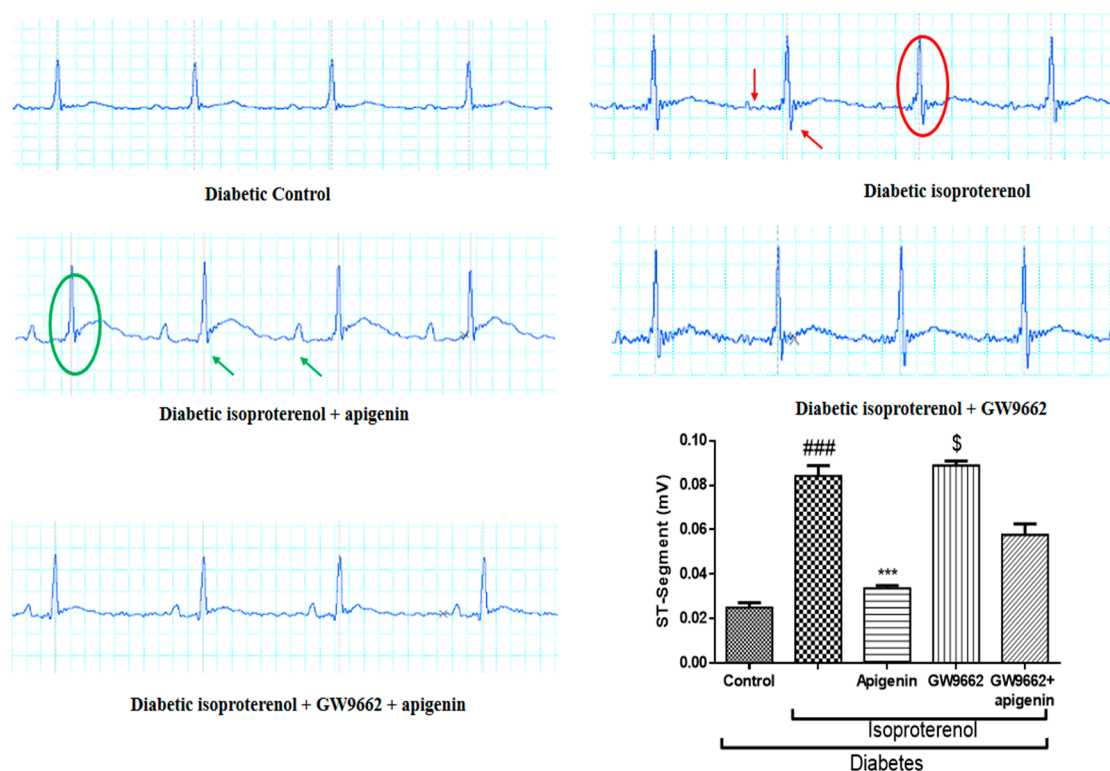 Diabetic Control
Diabetic isoproterenol
Diabetic isoproterenol + apigenin
Diabetic isoproterenol + GW9662
Diabetic isoproterenol + GW9662 + apigenin
ST-Segment (mV)
0.10
0.08
0.06
0.04
0.02
0.00
###
***
$
Control
Apigenin
GW9662
GW9662+
apigenin
Isoproterenol
Diabetes